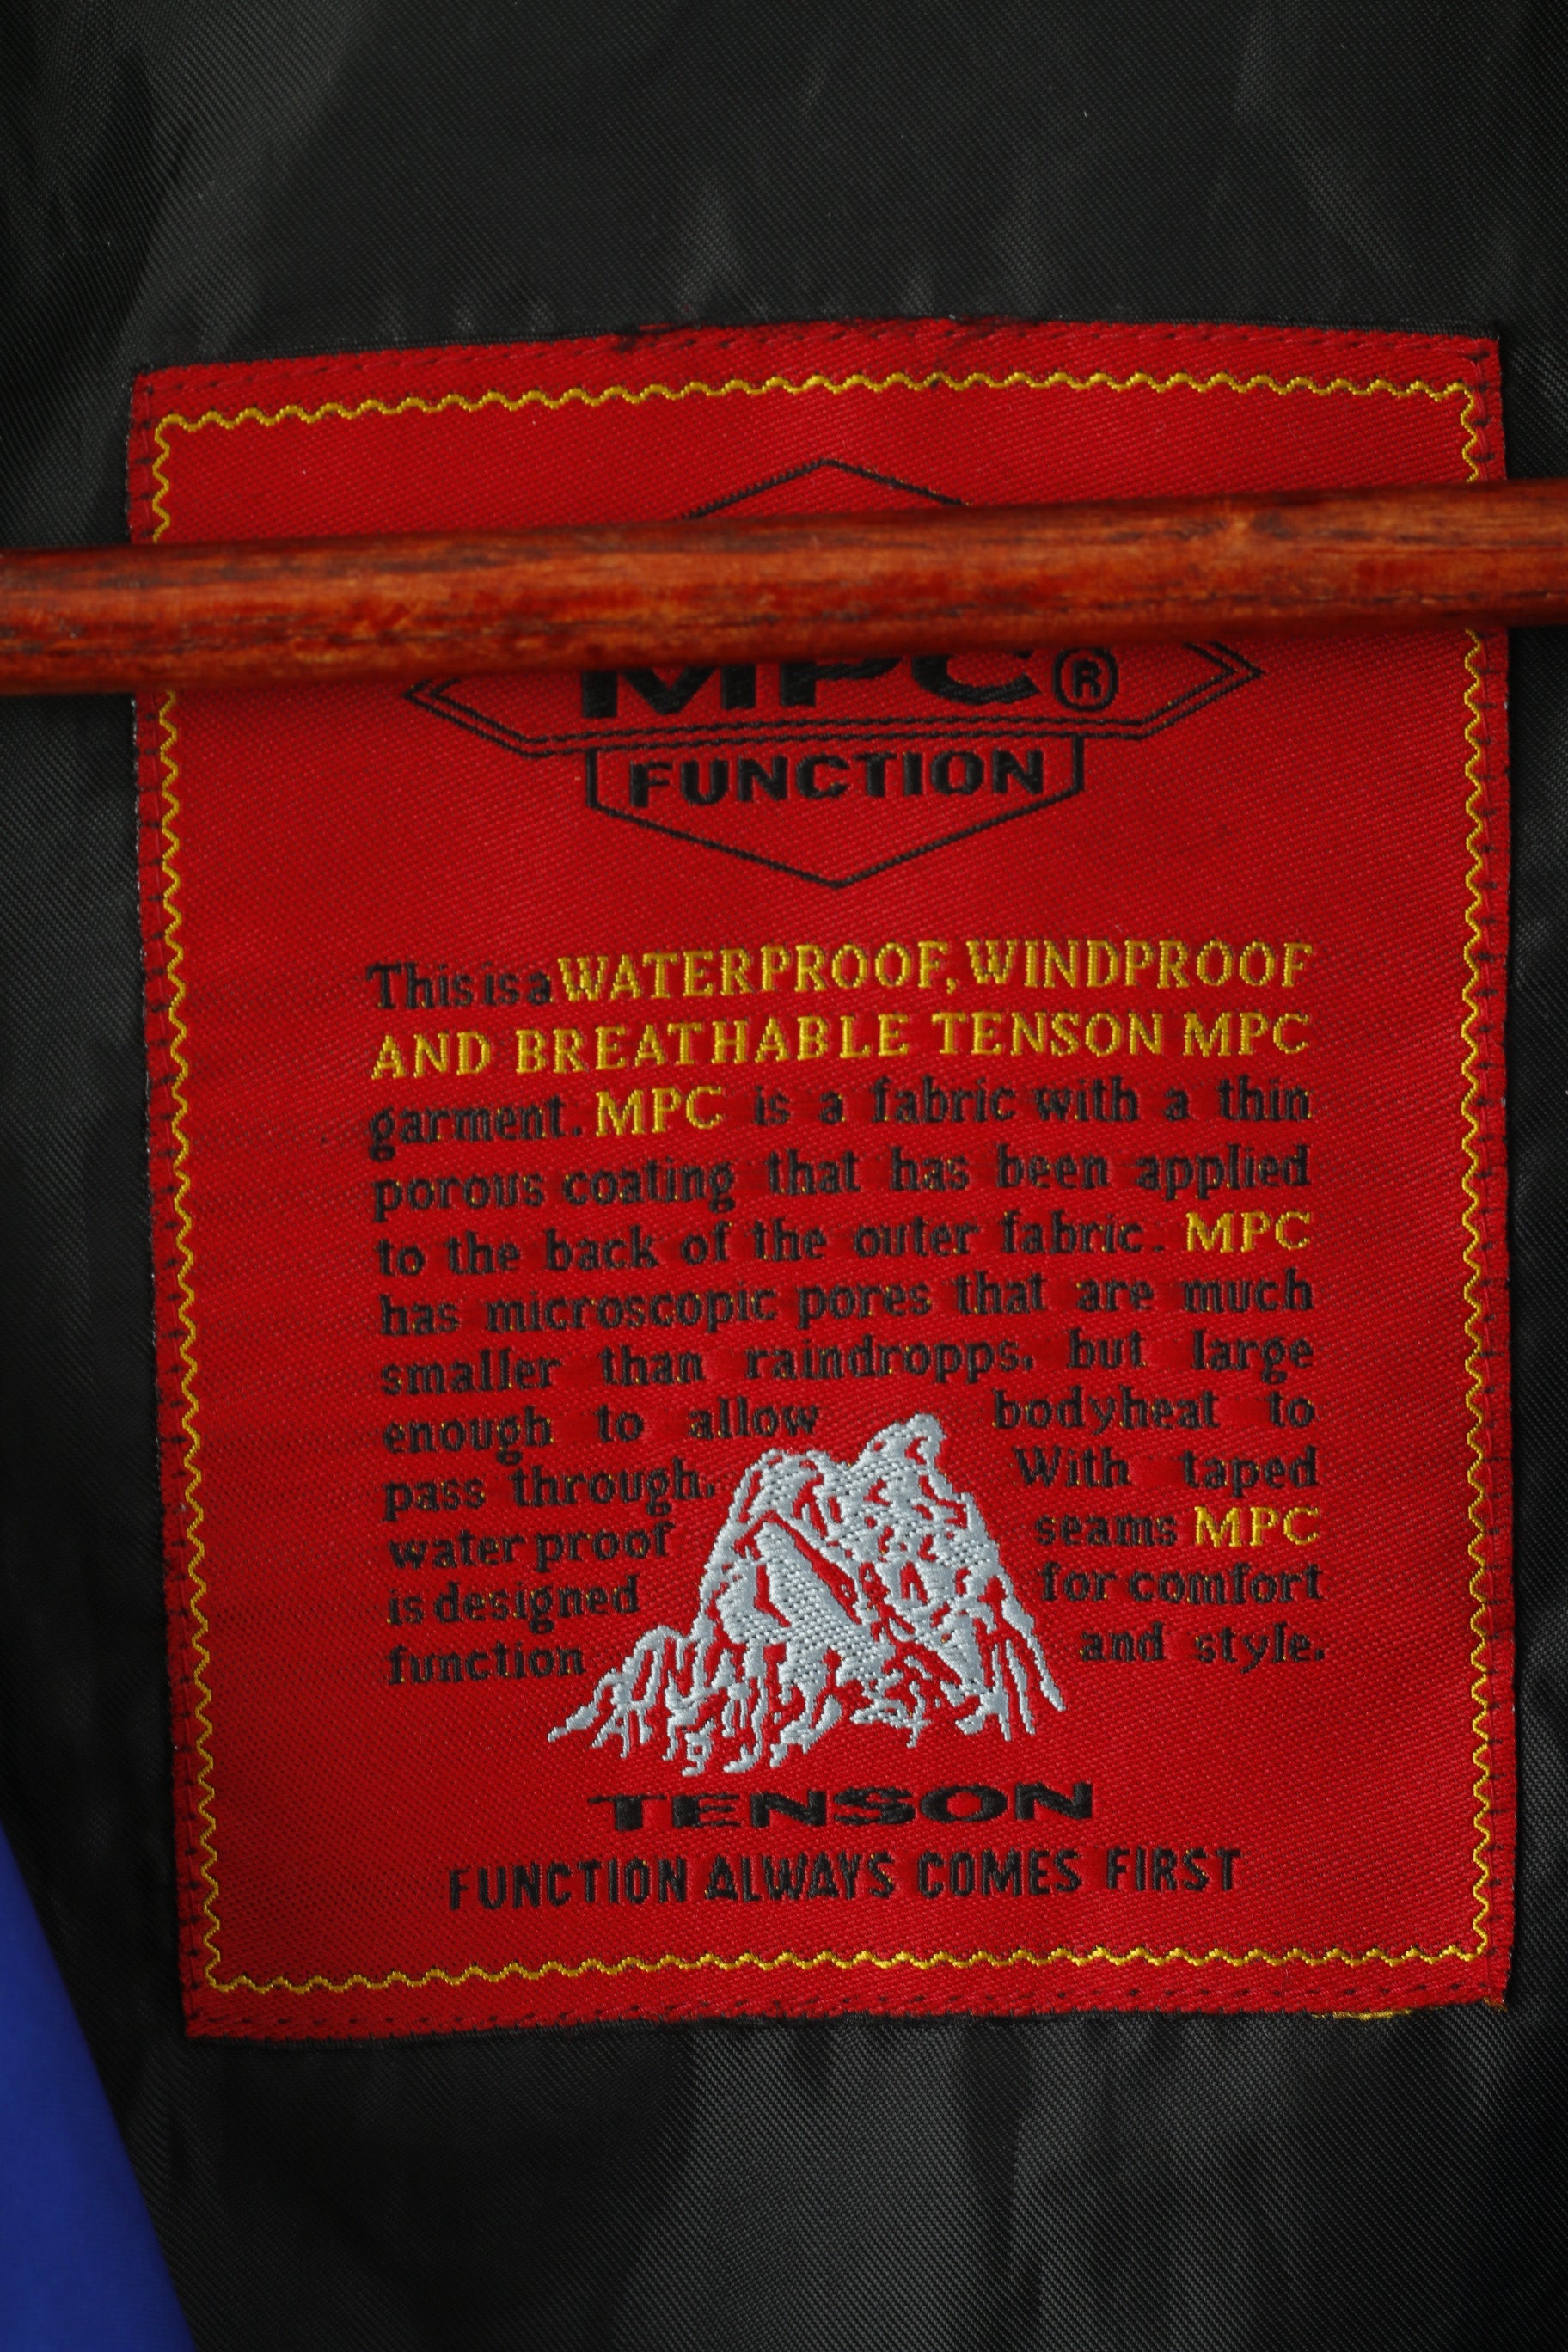 MPC®
FUNCTION
This is a WATERPROOF, WINDPROOF
AND BREATHABLE TENSON MPC
garment. MPC is a fabric with a thin
porous coating that has been applied
to the back of the outer fabric. MPC
has microscopic pores that are much
smaller than raindropps. but large
enough to allow bodyheat to
pass through. With taped
water proof seams MPC
is designed for comfort
function and style.
TENSON
FUNCTION ALWAYS COMES FIRST